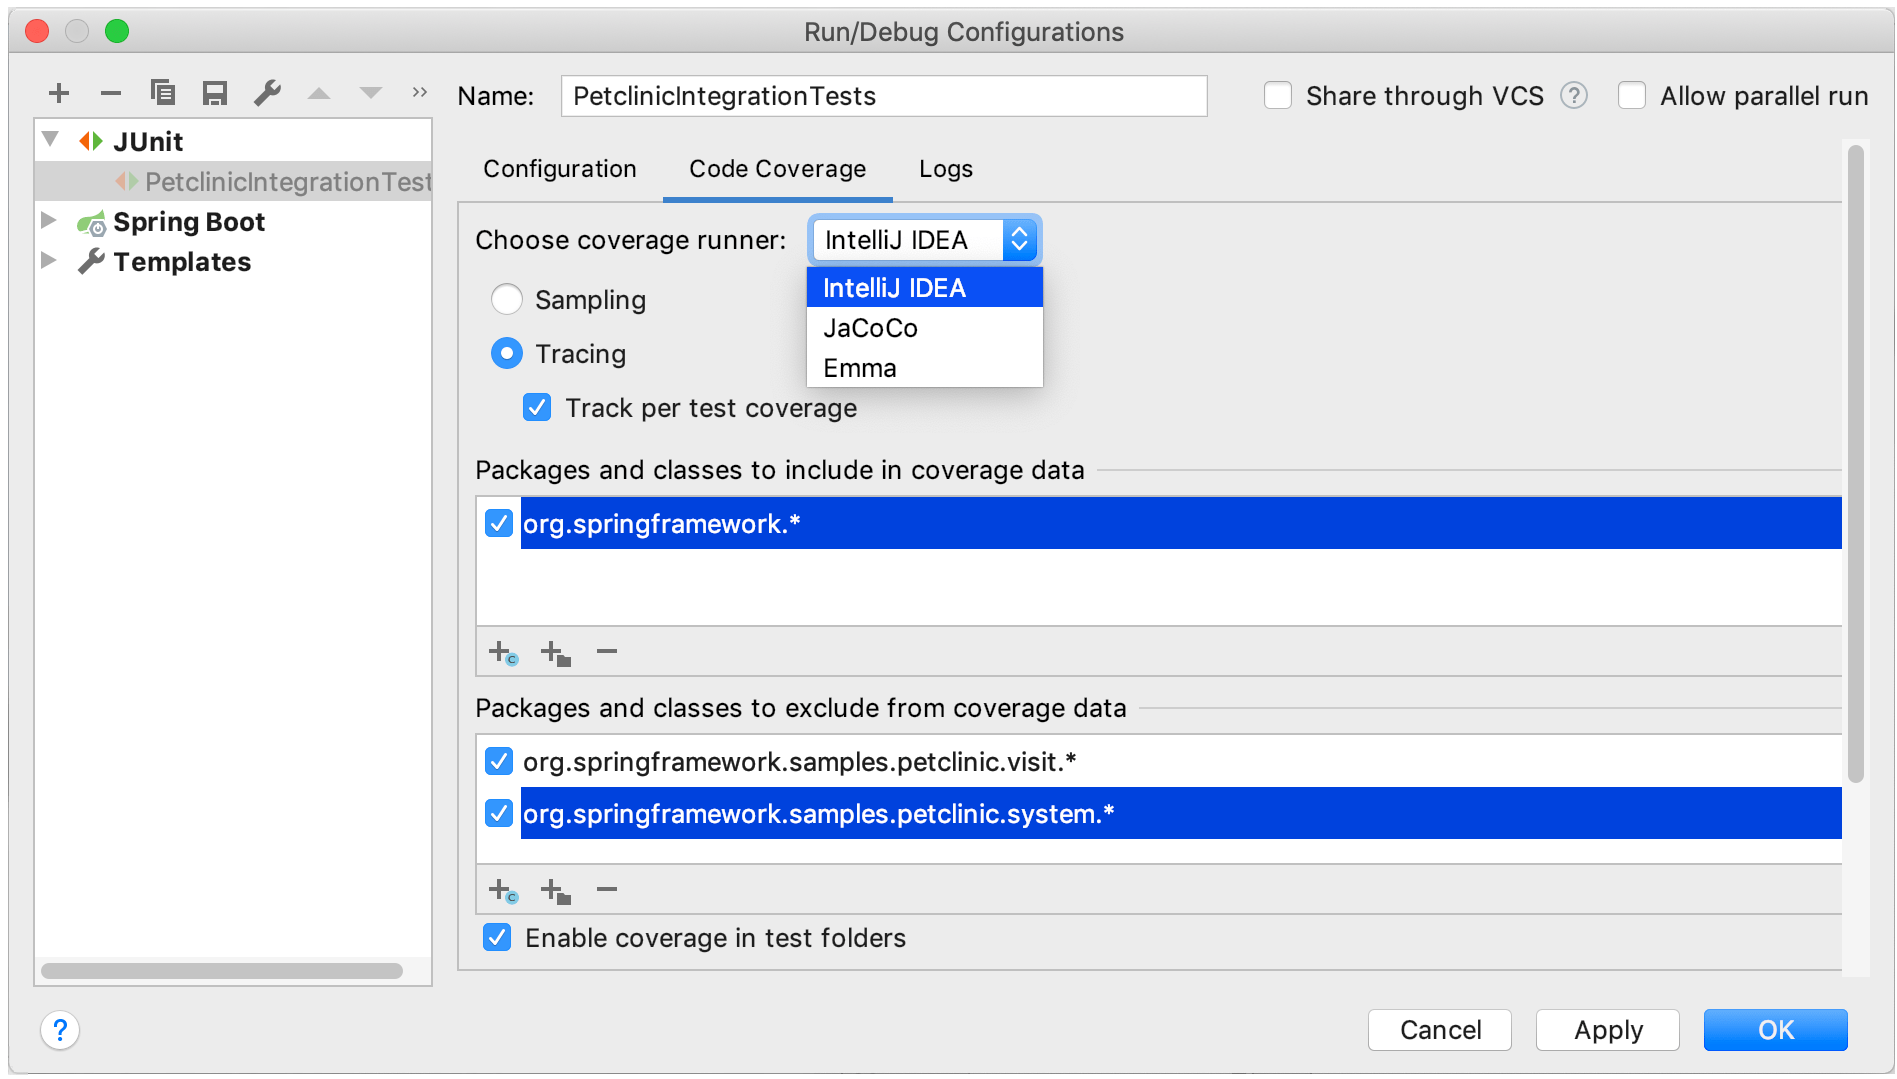 Run/Debug Configurations
Name: PetclinicIntegrationTests
Share through VCS ? Allow parallel run
JUnit
PetclinicIntegrationTest
Spring Boot
Templates
Configuration Code Coverage Logs
Choose coverage runner: IntelliJ IDEA
IntelliJ IDEA
JaCoCo
Emma
Sampling
Tracing
Track per test coverage
Packages and classes to include in coverage data
org.springframework.*
Packages and classes to exclude from coverage data
org.springframework.samples.petclinic.visit.*
org.springframework.samples.petclinic.system.*
Enable coverage in test folders
? Cancel Apply OK